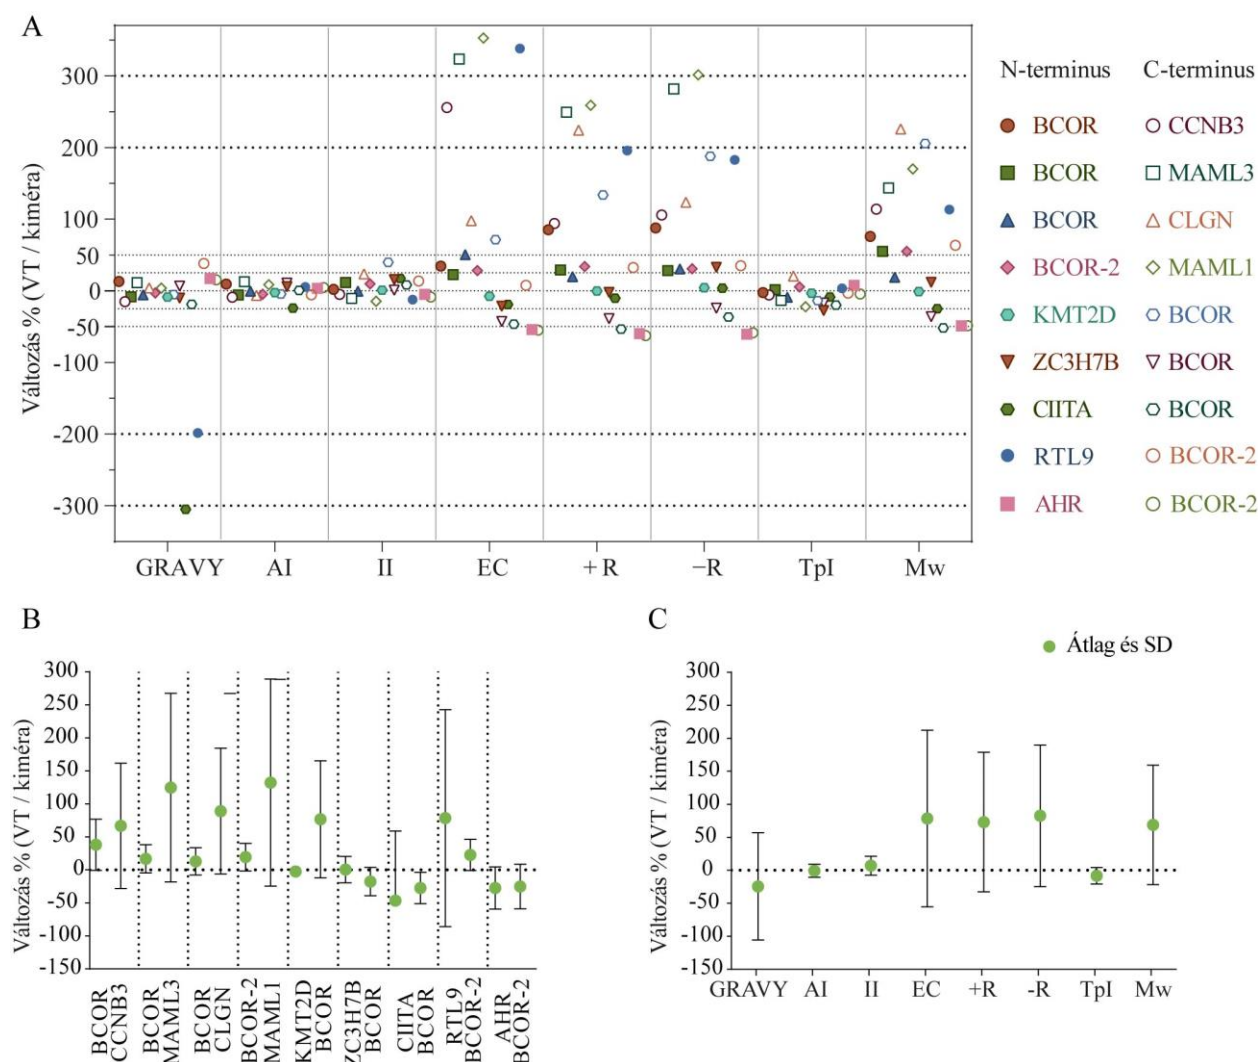 A
Változás % (VT / kiméra)
300
200
100
50
0
-50
-100
-200
-300
GRAVY AI II EC +R −R TpI Mw
N-terminus C-terminus
BCOR CCNB3
BCOR MAML3
BCOR CLGN
BCOR-2 MAML1
KMT2D BCOR
ZC3H7B BCOR
CIITA BCOR
RTL9 BCOR-2
AHR BCOR-2
B
Változás % (VT / kiméra)
300
250
200
150
100
50
0
-50
-100
-150
BCOR
CCNB3
BCOR
MAML3
BCOR
CLGN
BCOR-2
MAML1
KMT2D
BCOR
ZC3H7B
BCOR
CIITA
BCOR
RTL9
BCOR-2
AHR
BCOR-2
C
Átlag és SD
Változás % (VT / kiméra)
300
250
200
150
100
50
0
-50
-100
-150
GRAVY AI II EC +R -R TpI Mw